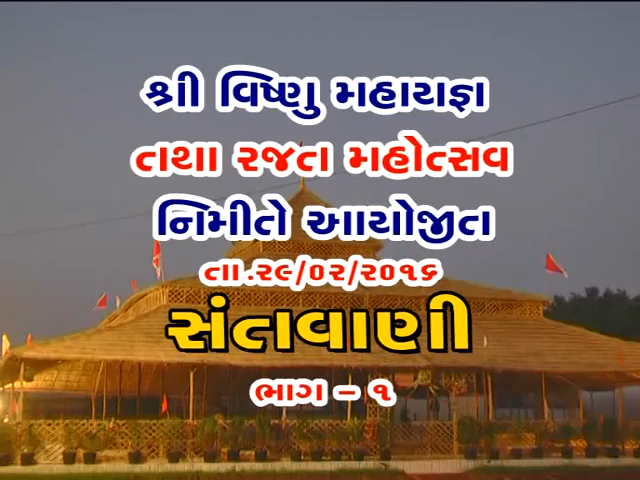 શ્રી વિષ્ણુ મહાયજ્ઞ
તથા રજત મહોત્સવ
નિમીતે આયોજીત
તા.૨૯/૦૨/૨૦૧૬
સંતવાણી
ભાગ - ૧